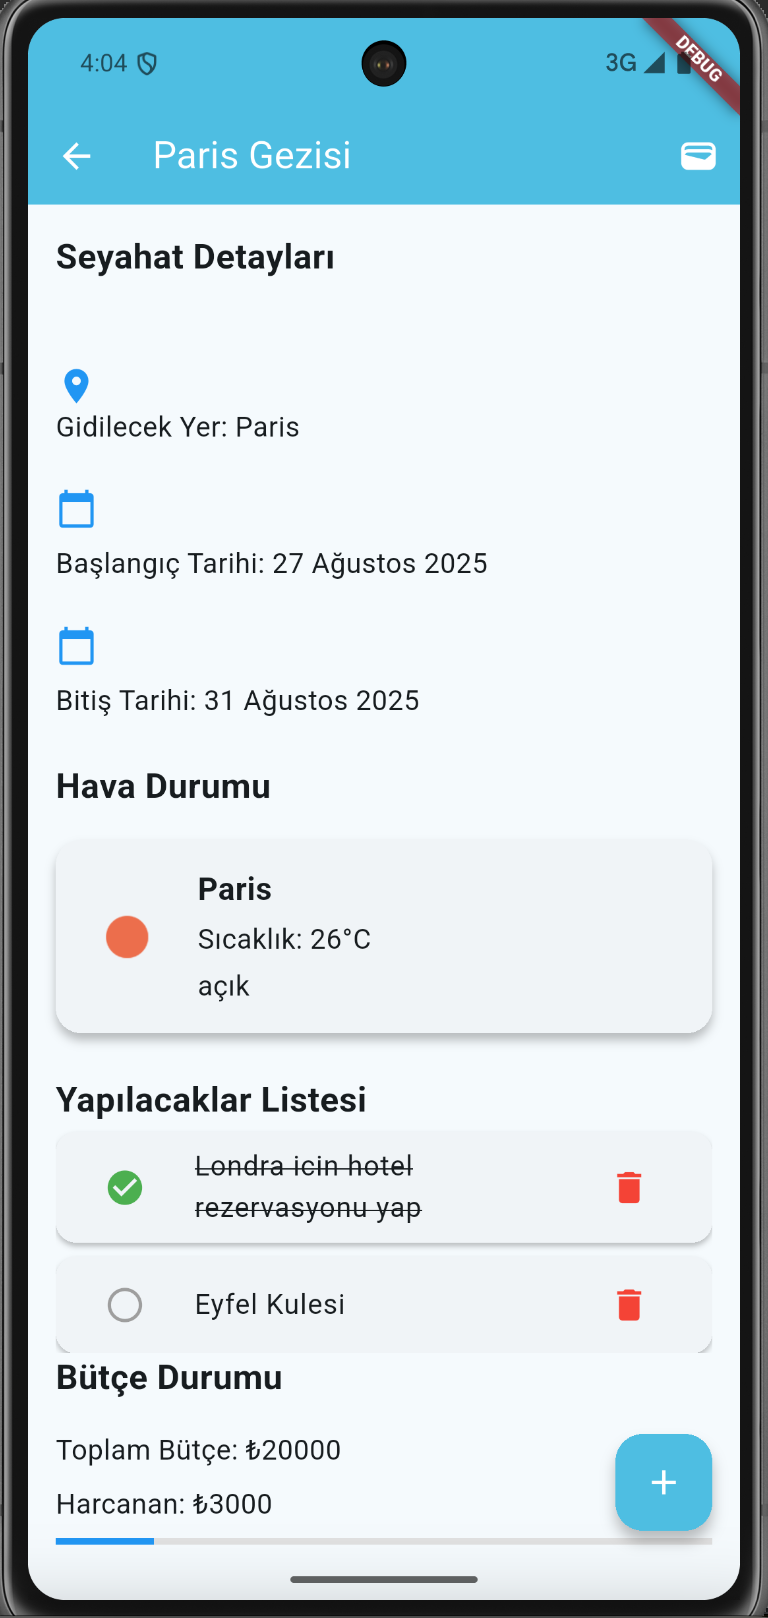 4:04
3G
DEBUG
Paris Gezisi
Seyahat Detayları
Gidilecek Yer: Paris
Başlangıç Tarihi: 27 Ağustos 2025
Bitiş Tarihi: 31 Ağustos 2025
Hava Durumu
Paris
Sıcaklık: 26°C
açık
Yapılacaklar Listesi
Londra icin hotel
rezervasyonu yap
Eyfel Kulesi
Bütçe Durumu
Toplam Bütçe: ₺20000
Harcanan: ₺3000